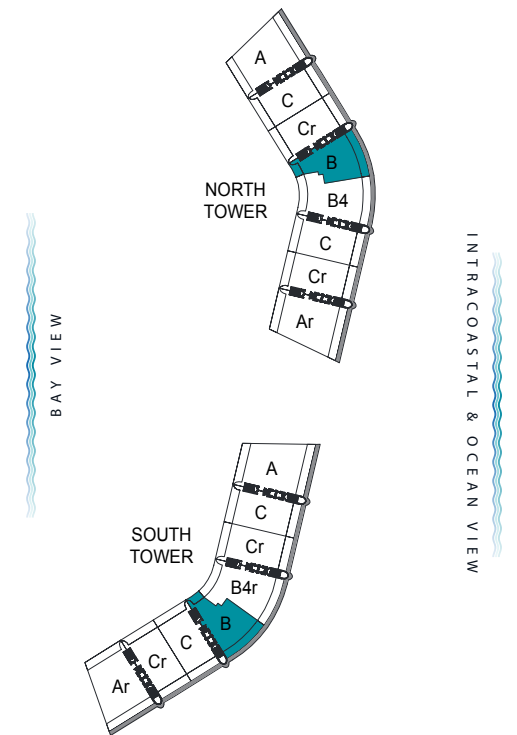 A
C
Cr
B
NORTH
TOWER
B4
C
Cr
Ar
BAY VIEW
INTRACOASTAL & OCEAN VIEW
A
C
Cr
SOUTH
TOWER
B4r
B
C
Cr
Ar